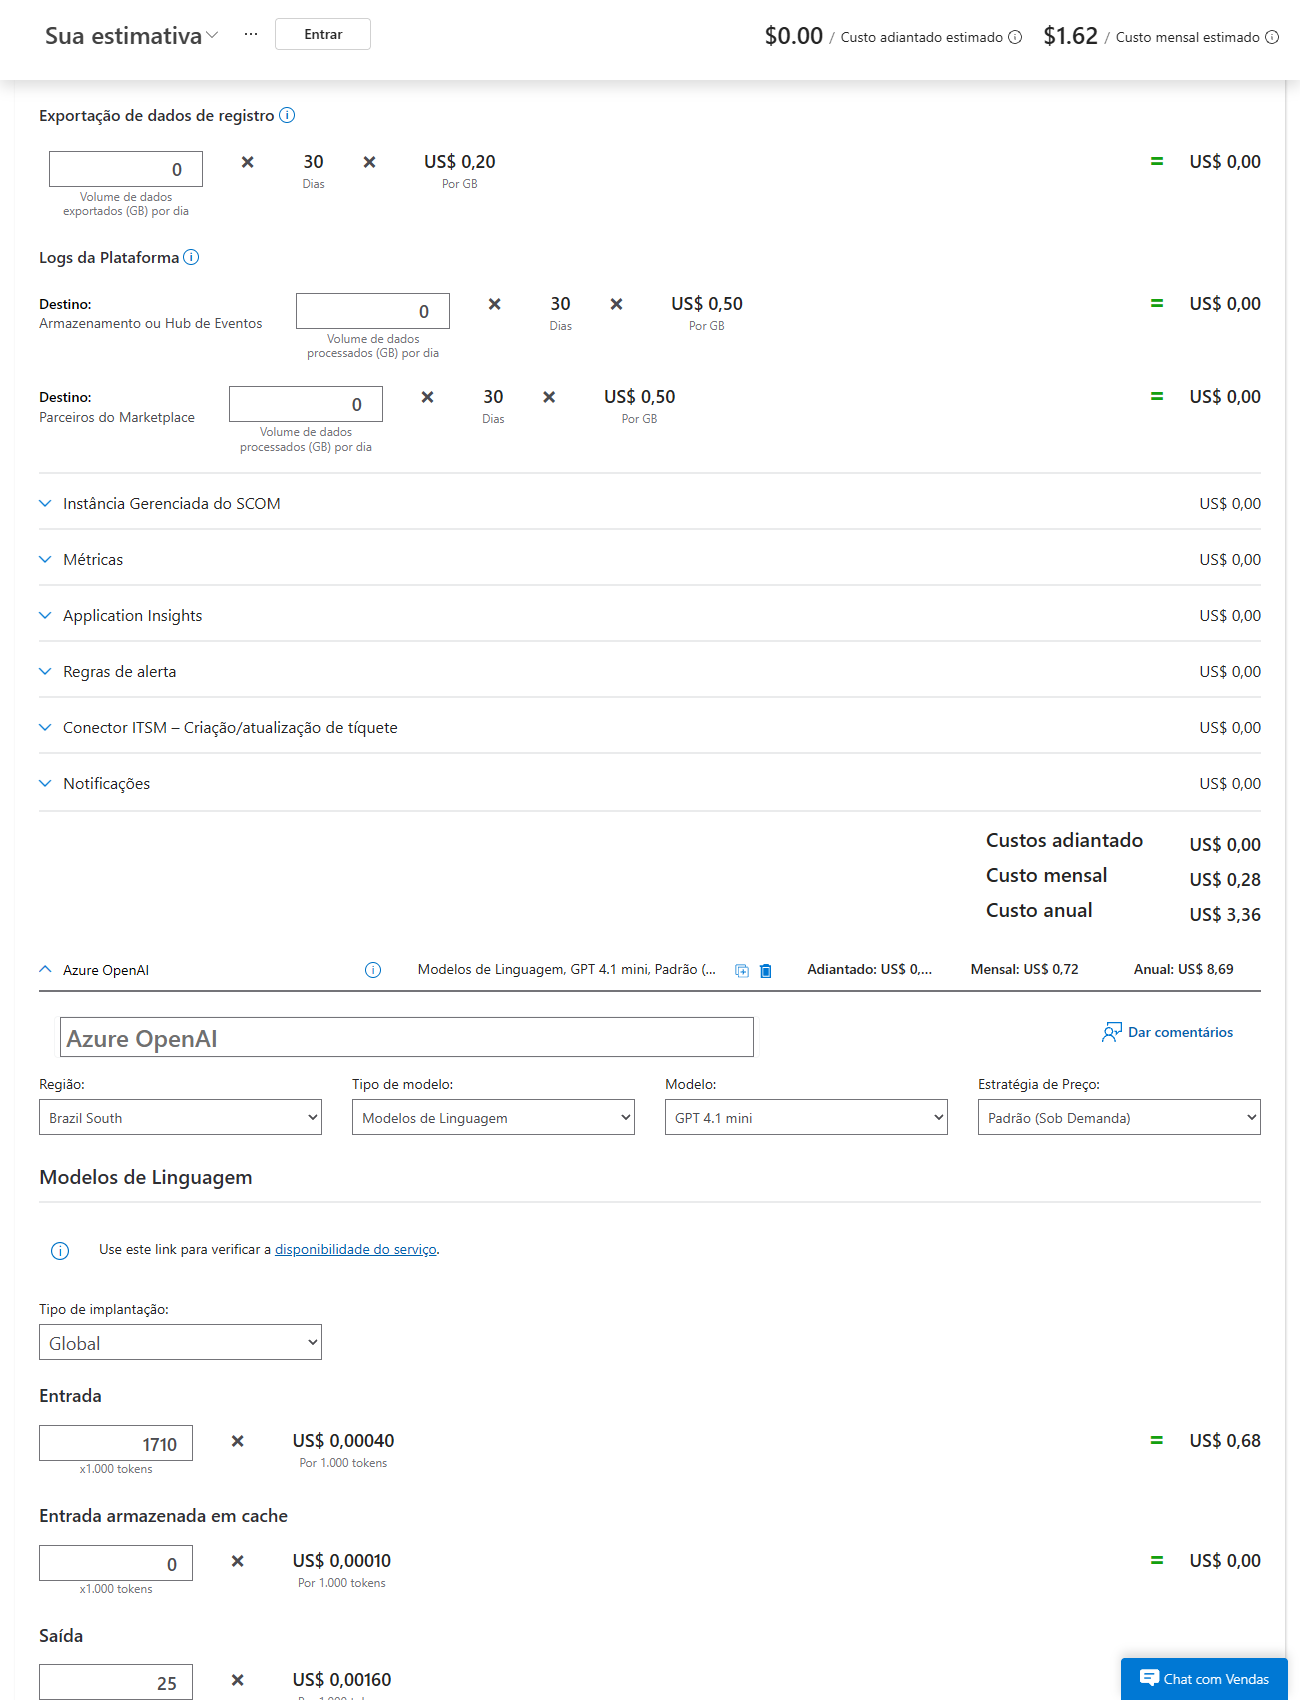 Sua estimativa
...
Entrar
$0.00 / Custo adiantado estimado
$1.62 / Custo mensal estimado
Exportação de dados de registro
0 × 30 × US$ 0,20 = US$ 0,00
Volume de dados exportados (GB) por dia
Dias
Por GB
Logs da Plataforma
Destino:
Armazenamento ou Hub de Eventos
0 × 30 × US$ 0,50 = US$ 0,00
Volume de dados
processados (GB) por dia
Dias
Por GB
Destino:
Parceiros do Marketplace
0 × 30 × US$ 0,50 = US$ 0,00
Volume de dados
processados (GB) por dia
Dias
Por GB
Instância Gerenciada do SCOM US$ 0,00
Métricas US$ 0,00
Application Insights US$ 0,00
Regras de alerta US$ 0,00
Conector ITSM – Criação/atualização de tíquete US$ 0,00
Notificações US$ 0,00
Custos adiantado US$ 0,00
Custo mensal US$ 0,28
Custo anual US$ 3,36
Azure OpenAI Modelos de Linguagem, GPT 4.1 mini, Padrão (... Adiantado: US$ 0,... Mensal: US$ 0,72 Anual: US$ 8,69
Azure OpenAI
Dar comentários
Região:
Brazil South
Tipo de modelo:
Modelos de Linguagem
Modelo:
GPT 4.1 mini
Estratégia de Preço:
Padrão (Sob Demanda)
Modelos de Linguagem
Use este link para verificar a disponibilidade do serviço.
Tipo de implantação:
Global
Entrada
1710 × US$ 0,00040 = US$ 0,68
x1.000 tokens
Por 1.000 tokens
Entrada armazenada em cache
0 × US$ 0,00010 = US$ 0,00
x1.000 tokens
Por 1.000 tokens
Saída
25 × US$ 0,00160
Chat com Vendas